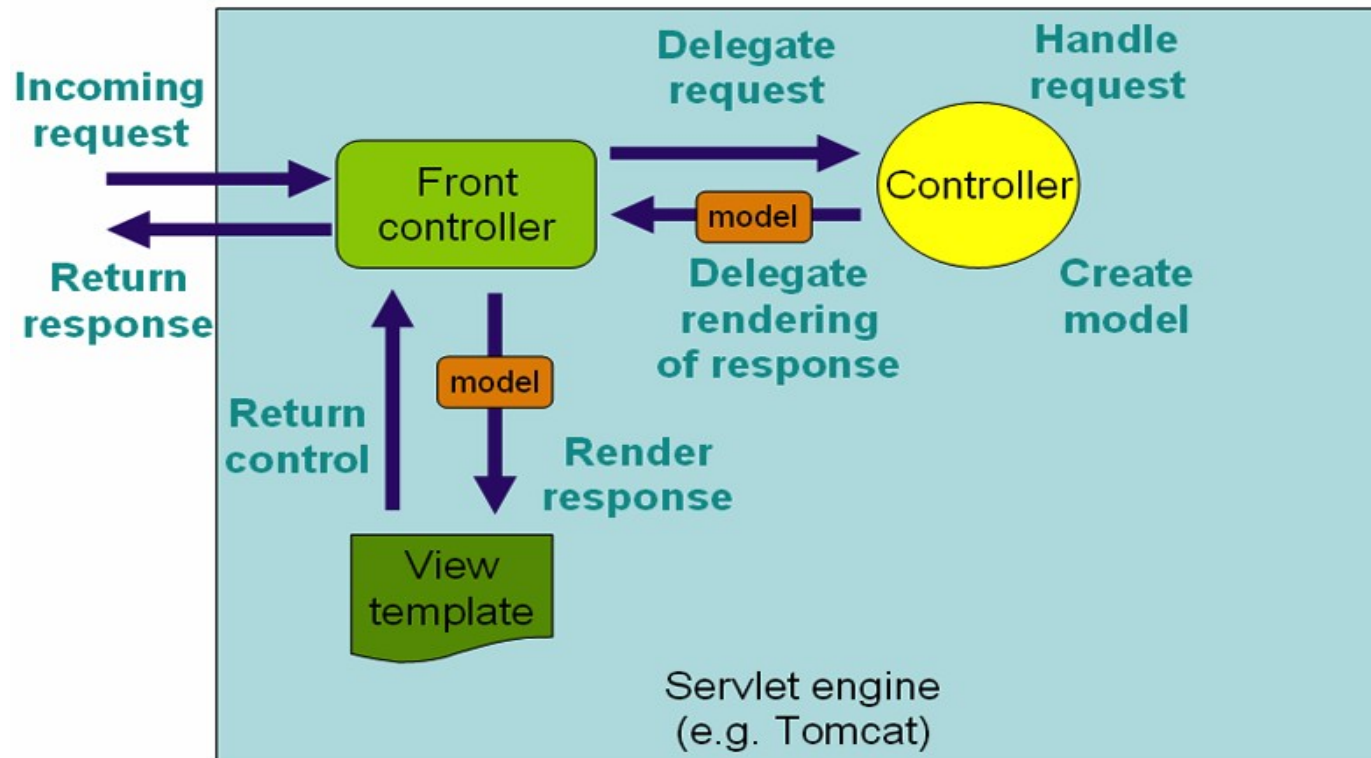 Incoming
request
Return
response
Front
controller
Delegate
request
Handle
request
Controller
model
Delegate
rendering
of response
Create
model
Return
control
model
Render
response
View
template
Servlet engine
(e.g. Tomcat)